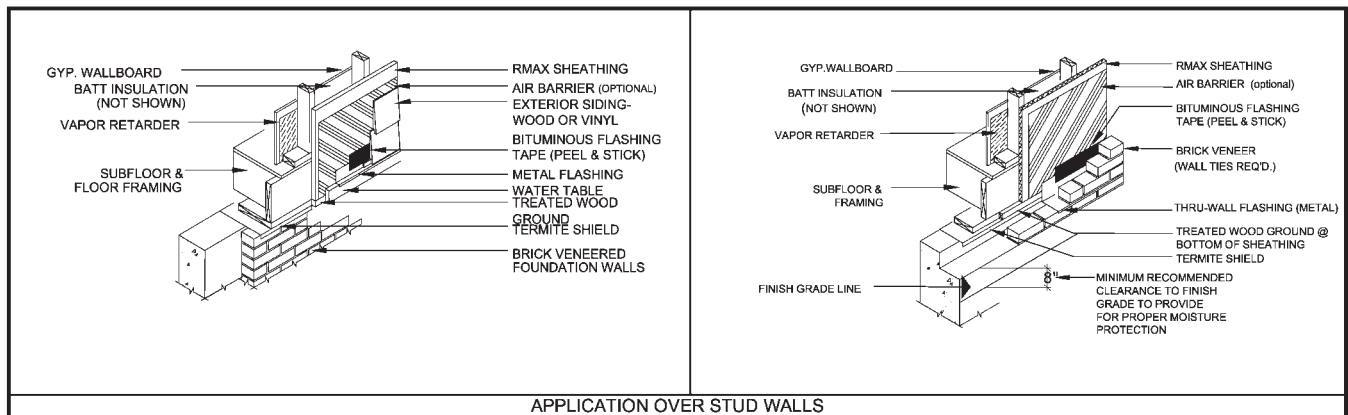 GYP. WALLBOARD
BATT INSULATION
(NOT SHOWN)
VAPOR RETARDER
SUBFLOOR &
FLOOR FRAMING
RMAX SHEATHING
AIR BARRIER (OPTIONAL)
EXTERIOR SIDING-
WOOD OR VINYL
BITUMINOUS FLASHING
TAPE (PEEL & STICK)
METAL FLASHING
WATER TABLE
TREATED WOOD
GROUND
TERMITE SHIELD
BRICK VENEERED
FOUNDATION WALLS
GYP.WALLBOARD
BATT INSULATION
(NOT SHOWN)
VAPOR RETARDER
SUBFLOOR &
FRAMING
FINISH GRADE LINE
RMAX SHEATHING
AIR BARRIER (optional)
BITUMINOUS FLASHING
TAPE (PEEL & STICK)
BRICK VENEER
(WALL TIES REQ'D.)
THRU-WALL FLASHING (METAL)
TREATED WOOD GROUND @
BOTTOM OF SHEATHING
TERMITE SHIELD
8"
MINIMUM RECOMMENDED
CLEARANCE TO FINISH
GRADE TO PROVIDE
FOR PROPER MOISTURE
PROTECTION
APPLICATION OVER STUD WALLS